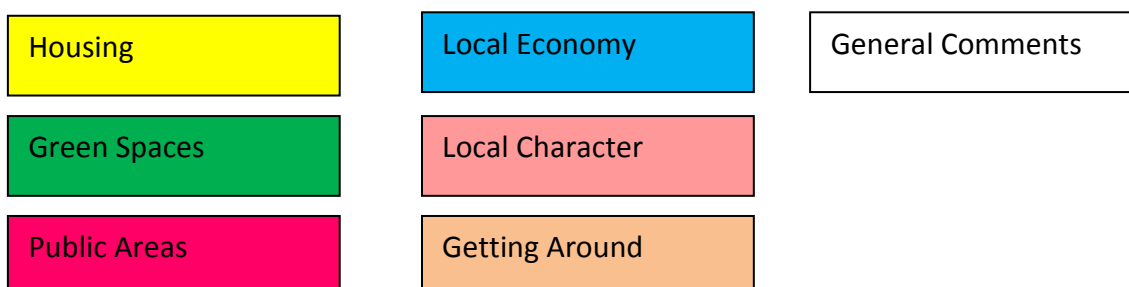 Housing
Local Economy
General Comments
Green Spaces
Local Character
Public Areas
Getting Around